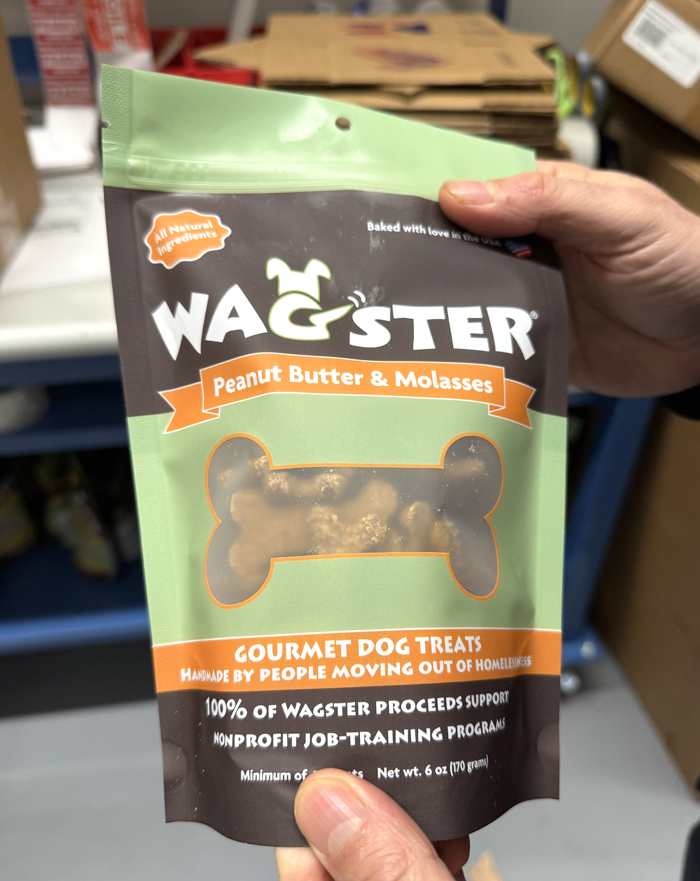 All Natural
Ingredients
Baked with love in the USA
WAGSTER®
Peanut Butter & Molasses
GOURMET DOG TREATS
HANDMADE BY PEOPLE MOVING OUT OF HOMELESSNESS
100% OF WAGSTER PROCEEDS SUPPORT
NONPROFIT JOB-TRAINING PROGRAMS
Minimum of Net wt. 6 oz (170 grams)